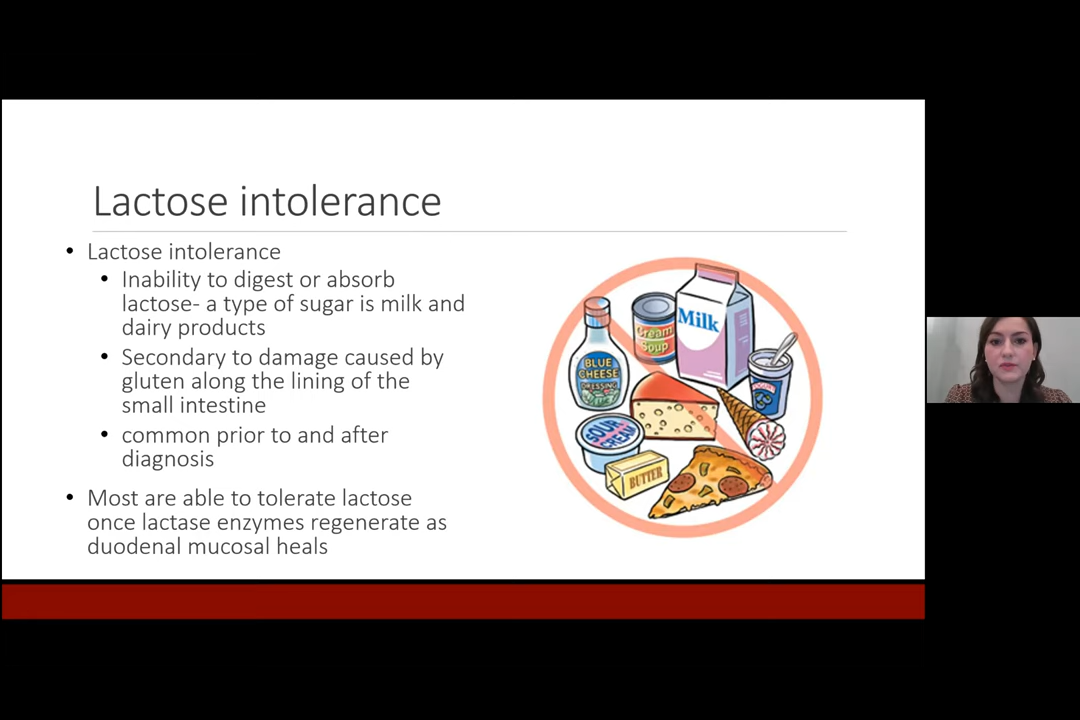 Lactose intolerance
• Lactose intolerance
• Inability to digest or absorb
lactose- a type of sugar is milk and
dairy products
• Secondary to damage caused by
gluten along the lining of the
small intestine
• common prior to and after
diagnosis
• Most are able to tolerate lactose
once lactase enzymes regenerate as
duodenal mucosal heals
Milk
Cream
Soup
BLUE
CHEESE
DRESSING
SOUR
CREAM
BUTTER